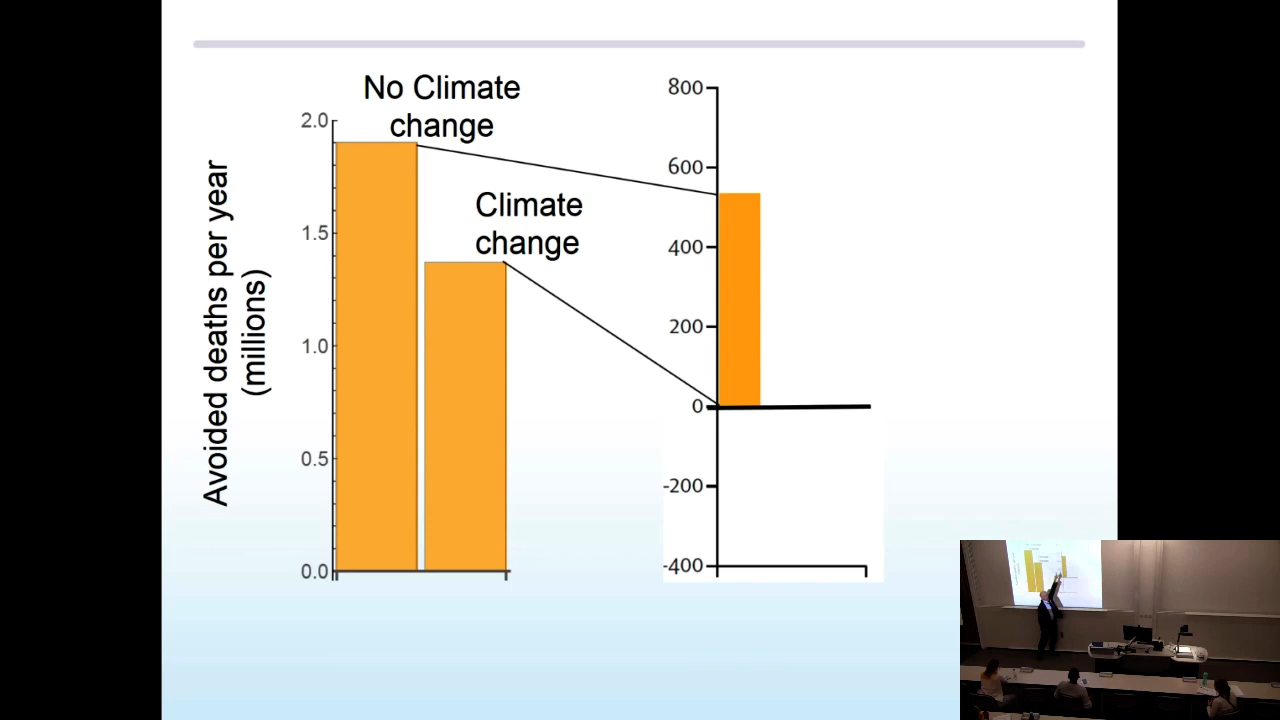 No Climate
change
Climate
change
Avoided deaths per year
(millions)
2.0
1.5
1.0
0.5
0.0
800
600
400
200
0
-200
-400